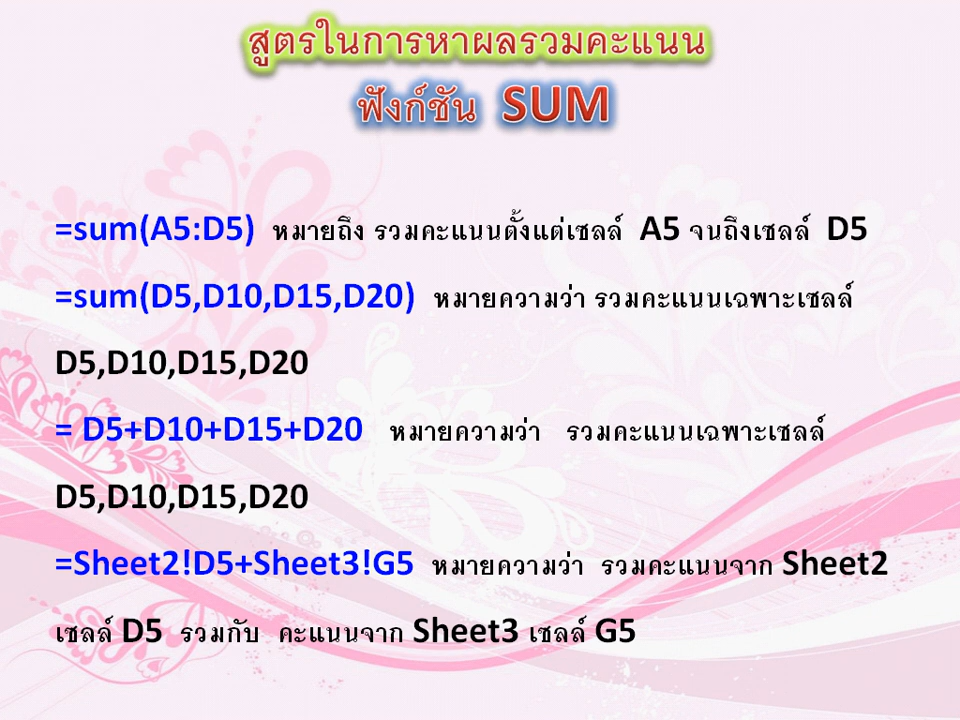 สูตรในการหาผลรวมคะแนน
ฟังก์ชัน SUM
=sum(A5:D5) หมายถึง รวมคะแนนตั้งแต่เซลล์ A5 จนถึงเซลล์ D5
=sum(D5,D10,D15,D20) หมายความว่า รวมคะแนนเฉพาะเซลล์
D5,D10,D15,D20
= D5+D10+D15+D20 หมายความว่า รวมคะแนนเฉพาะเซลล์
D5,D10,D15,D20
=Sheet2!D5+Sheet3!G5 หมายความว่า รวมคะแนนจาก Sheet2
เซลล์ D5 รวมกับ คะแนนจาก Sheet3 เซลล์ G5